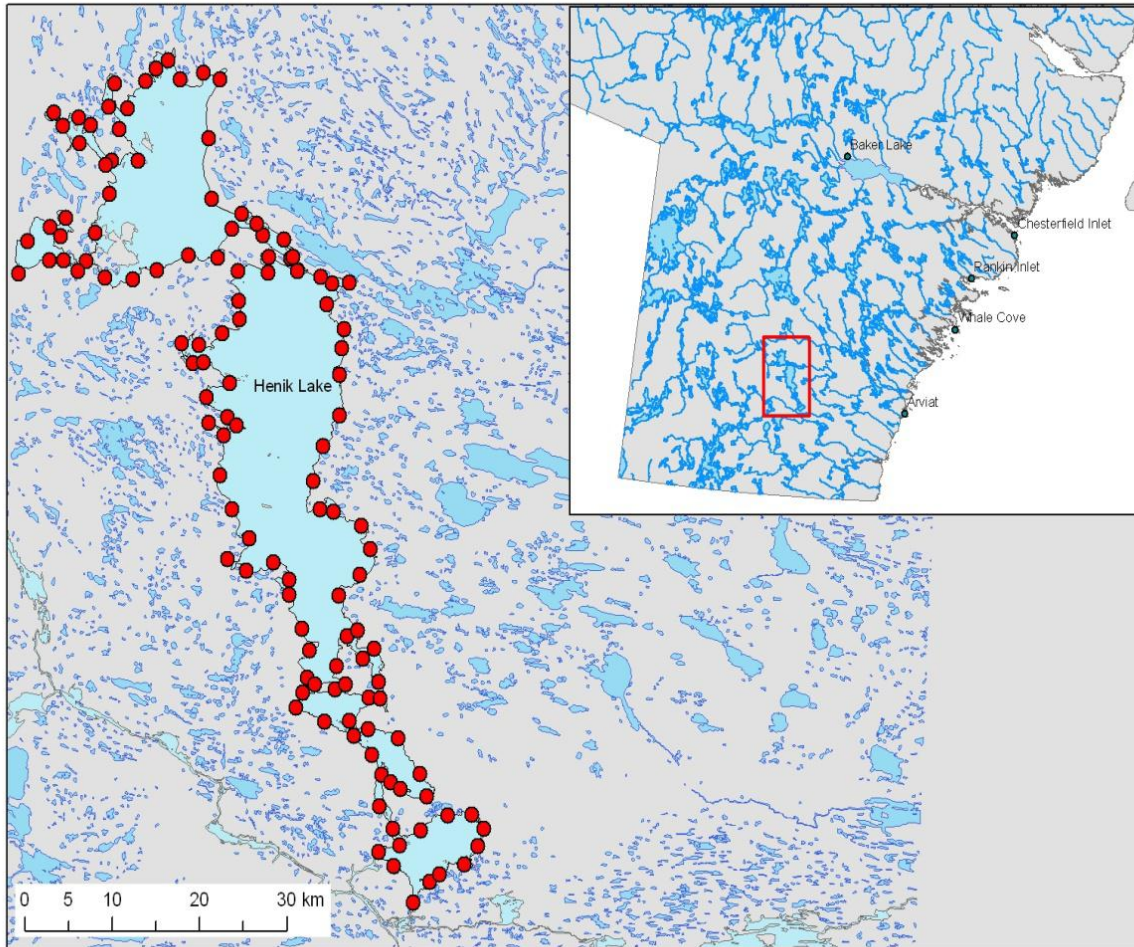 Baker Lake
Chesterfield Inlet
Rankin Inlet
Whale Cove
Henik Lake
Arviat
0 5 10 20 30 km